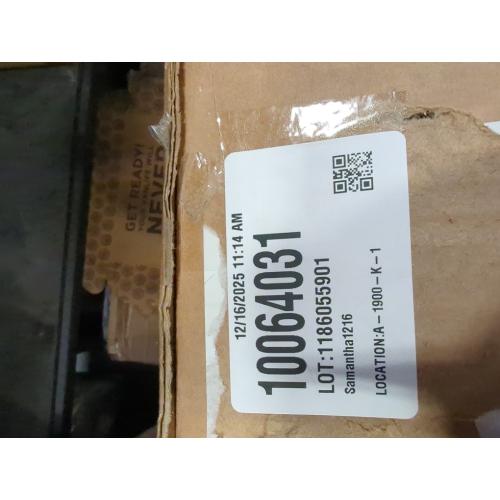 12/16/2025 11:14 AM
10064031
LOT:1186055901
Samantha1216
LOCATION:A-1900-K-1
GET READY!
NEVER